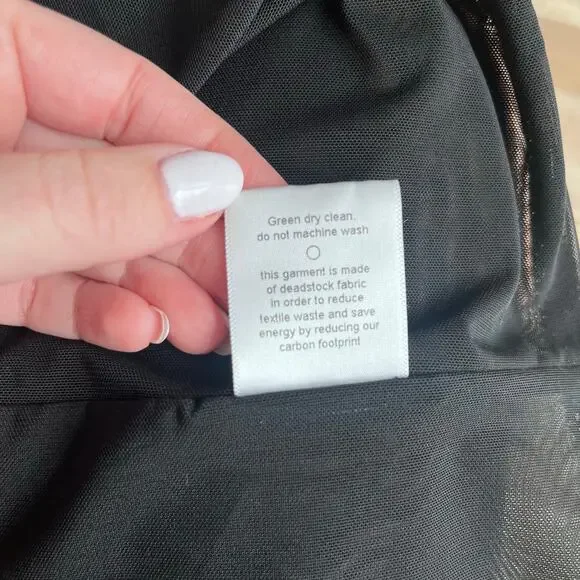 Green dry clean.
do not machine wash
this garment is made
of deadstock fabric
in order to reduce
textile waste and save
energy by reducing our
carbon footprint